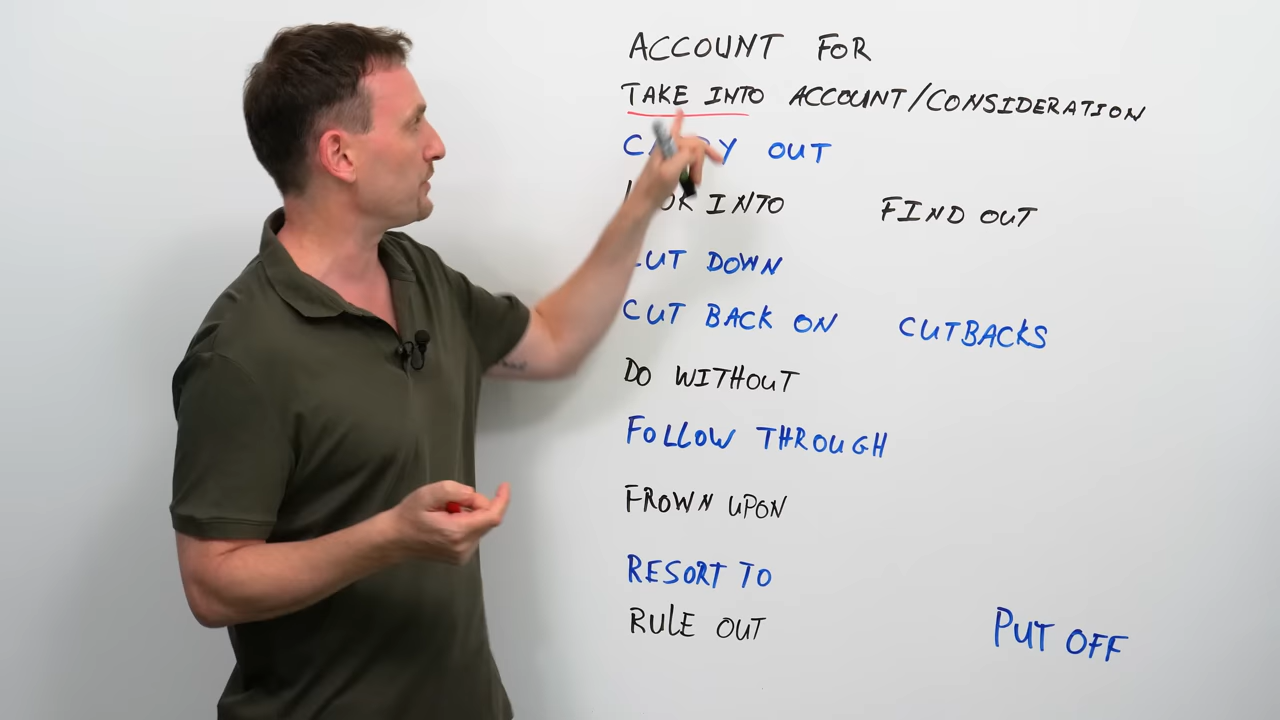 ACCOUNT FOR
TAKE INTO ACCOUNT/CONSIDERATION
OUT
INTO FIND OUT
CUT DOWN
CUT BACK ON CUTBACKS
DO WITHOUT
FOLLOW THROUGH
FROWN UPON
RESORT TO
RULE OUT PUT OFF